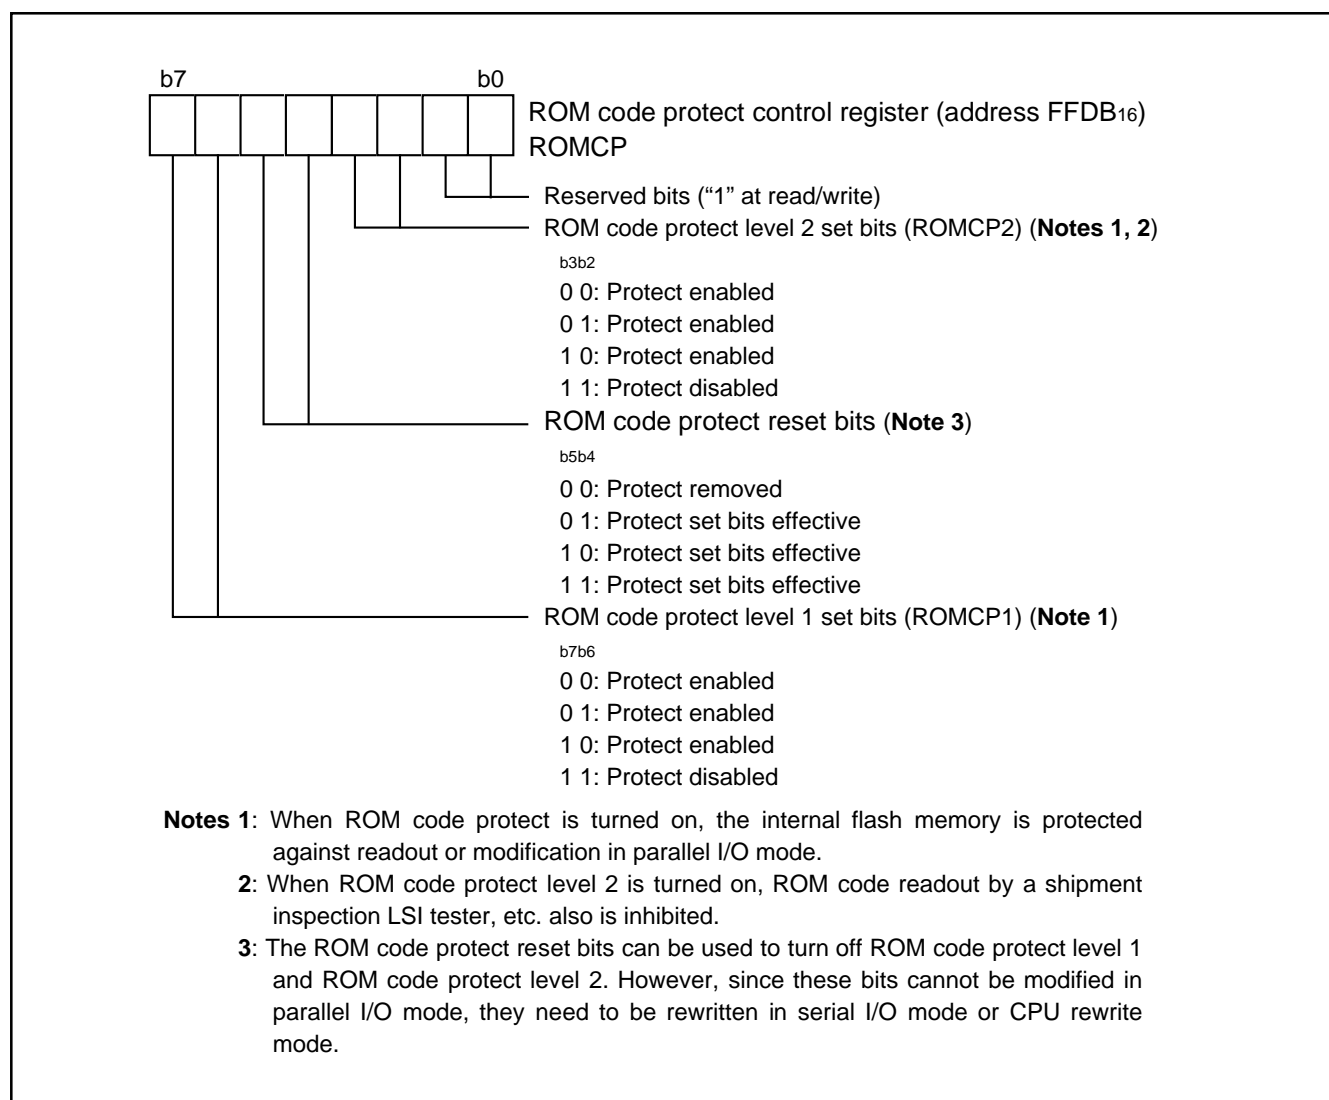 b7 b0
ROM code protect control register (address FFDB16)
ROMCP
Reserved bits (“1” at read/write)
ROM code protect level 2 set bits (ROMCP2) (Notes 1, 2)
b3b2
0 0: Protect enabled
0 1: Protect enabled
1 0: Protect enabled
1 1: Protect disabled
ROM code protect reset bits (Note 3)
b5b4
0 0: Protect removed
0 1: Protect set bits effective
1 0: Protect set bits effective
1 1: Protect set bits effective
ROM code protect level 1 set bits (ROMCP1) (Note 1)
b7b6
0 0: Protect enabled
0 1: Protect enabled
1 0: Protect enabled
1 1: Protect disabled
Notes 1: When ROM code protect is turned on, the internal flash memory is protected
against readout or modification in parallel I/O mode.
2: When ROM code protect level 2 is turned on, ROM code readout by a shipment
inspection LSI tester, etc. also is inhibited.
3: The ROM code protect reset bits can be used to turn off ROM code protect level 1
and ROM code protect level 2. However, since these bits cannot be modified in
parallel I/O mode, they need to be rewritten in serial I/O mode or CPU rewrite
mode.